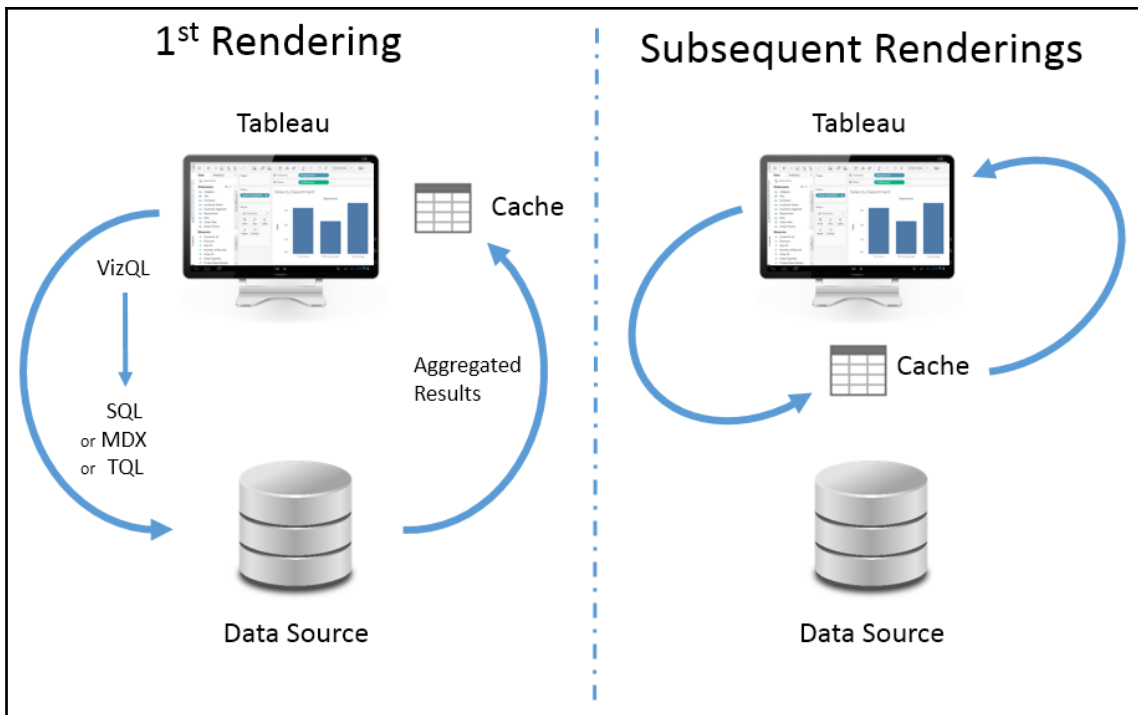 1st Rendering
Tableau
Cache
VizQL
Aggregated
Results
SQL
or MDX
or TQL
Data Source
Subsequent Renderings
Tableau
Cache
Data Source